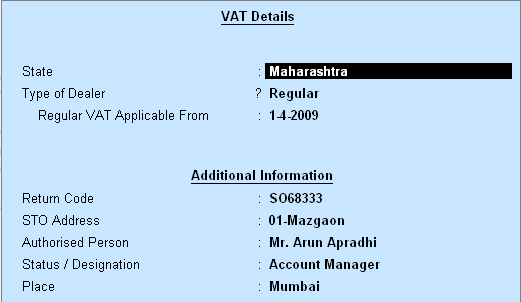 VAT Details
State : Maharashtra
Type of Dealer ? Regular
Regular VAT Applicable From : 1-4-2009
Additional Information
Return Code : SO68333
STO Address : 01-Mazgaon
Authorised Person : Mr. Arun Apradhi
Status / Designation : Account Manager
Place : Mumbai